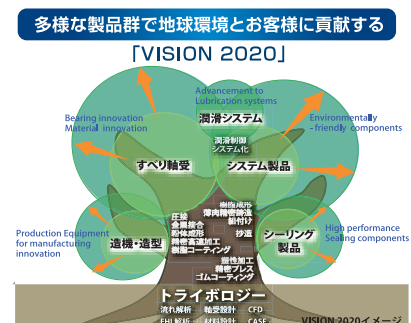 多様な製品群で地球環境とお客様に貢献する
「VISION 2020」
Advancement to
Lubrication systems
潤滑システム
Bearing innovation
Material innovation
Environmentally
-friendly components
潤滑制御
システム化
すべり軸受
システム製品
樹脂成形
薄肉精密鋳造
組付け
圧接
金属接合
粉体成形
精密高速加工
樹脂コーティング
抄造
Production Equipment
for manufacturing
innovation
造機・造型
シーリング
製品
High performance
Sealing components
塑性加工
精密プレス
ゴムコーティング
トライボロジー
流れ解析 軸受設計 CFD
EHL解析 材料設計 CASE
VISION 2020イメージ